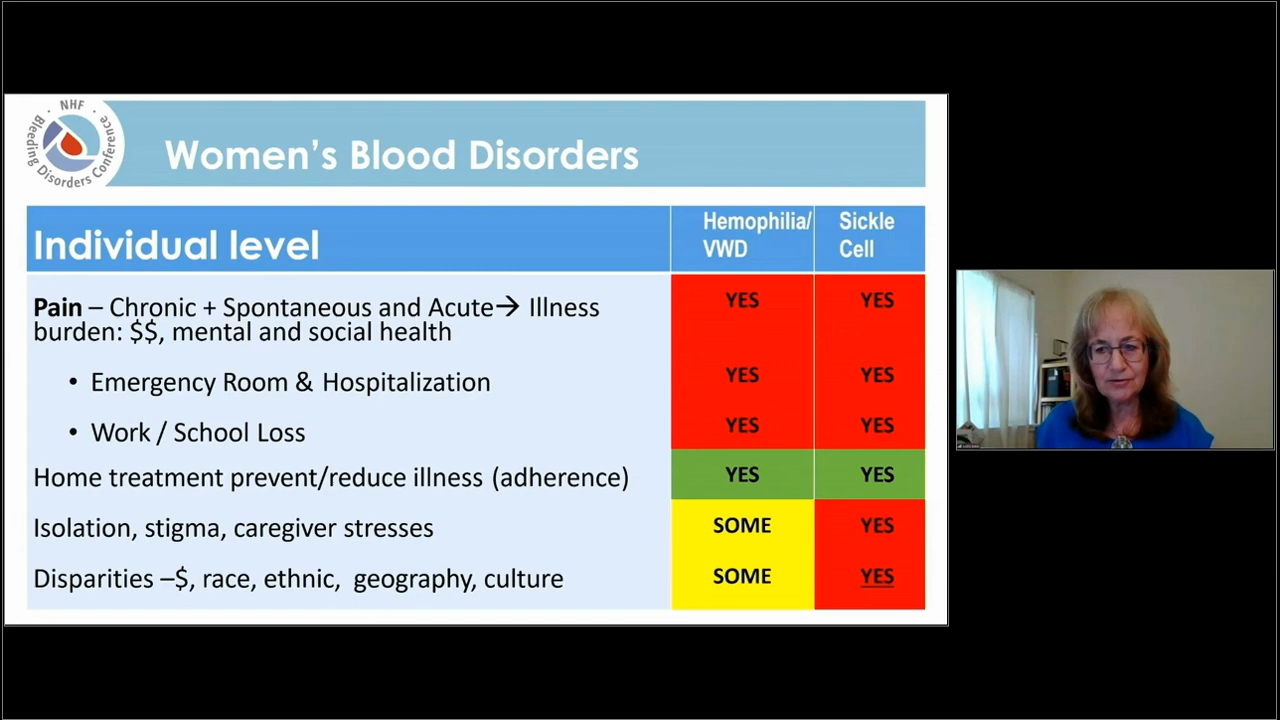 NHF
Bleeding Disorders Conference
Women's Blood Disorders
Individual level
Hemophilia/
VWD
Sickle
Cell
Pain – Chronic + Spontaneous and Acute→ Illness
burden: $$, mental and social health
YES
YES
• Emergency Room & Hospitalization
YES
YES
• Work / School Loss
YES
YES
Home treatment prevent/reduce illness (adherence)
YES
YES
Isolation, stigma, caregiver stresses
SOME
YES
Disparities –$, race, ethnic, geography, culture
SOME
YES